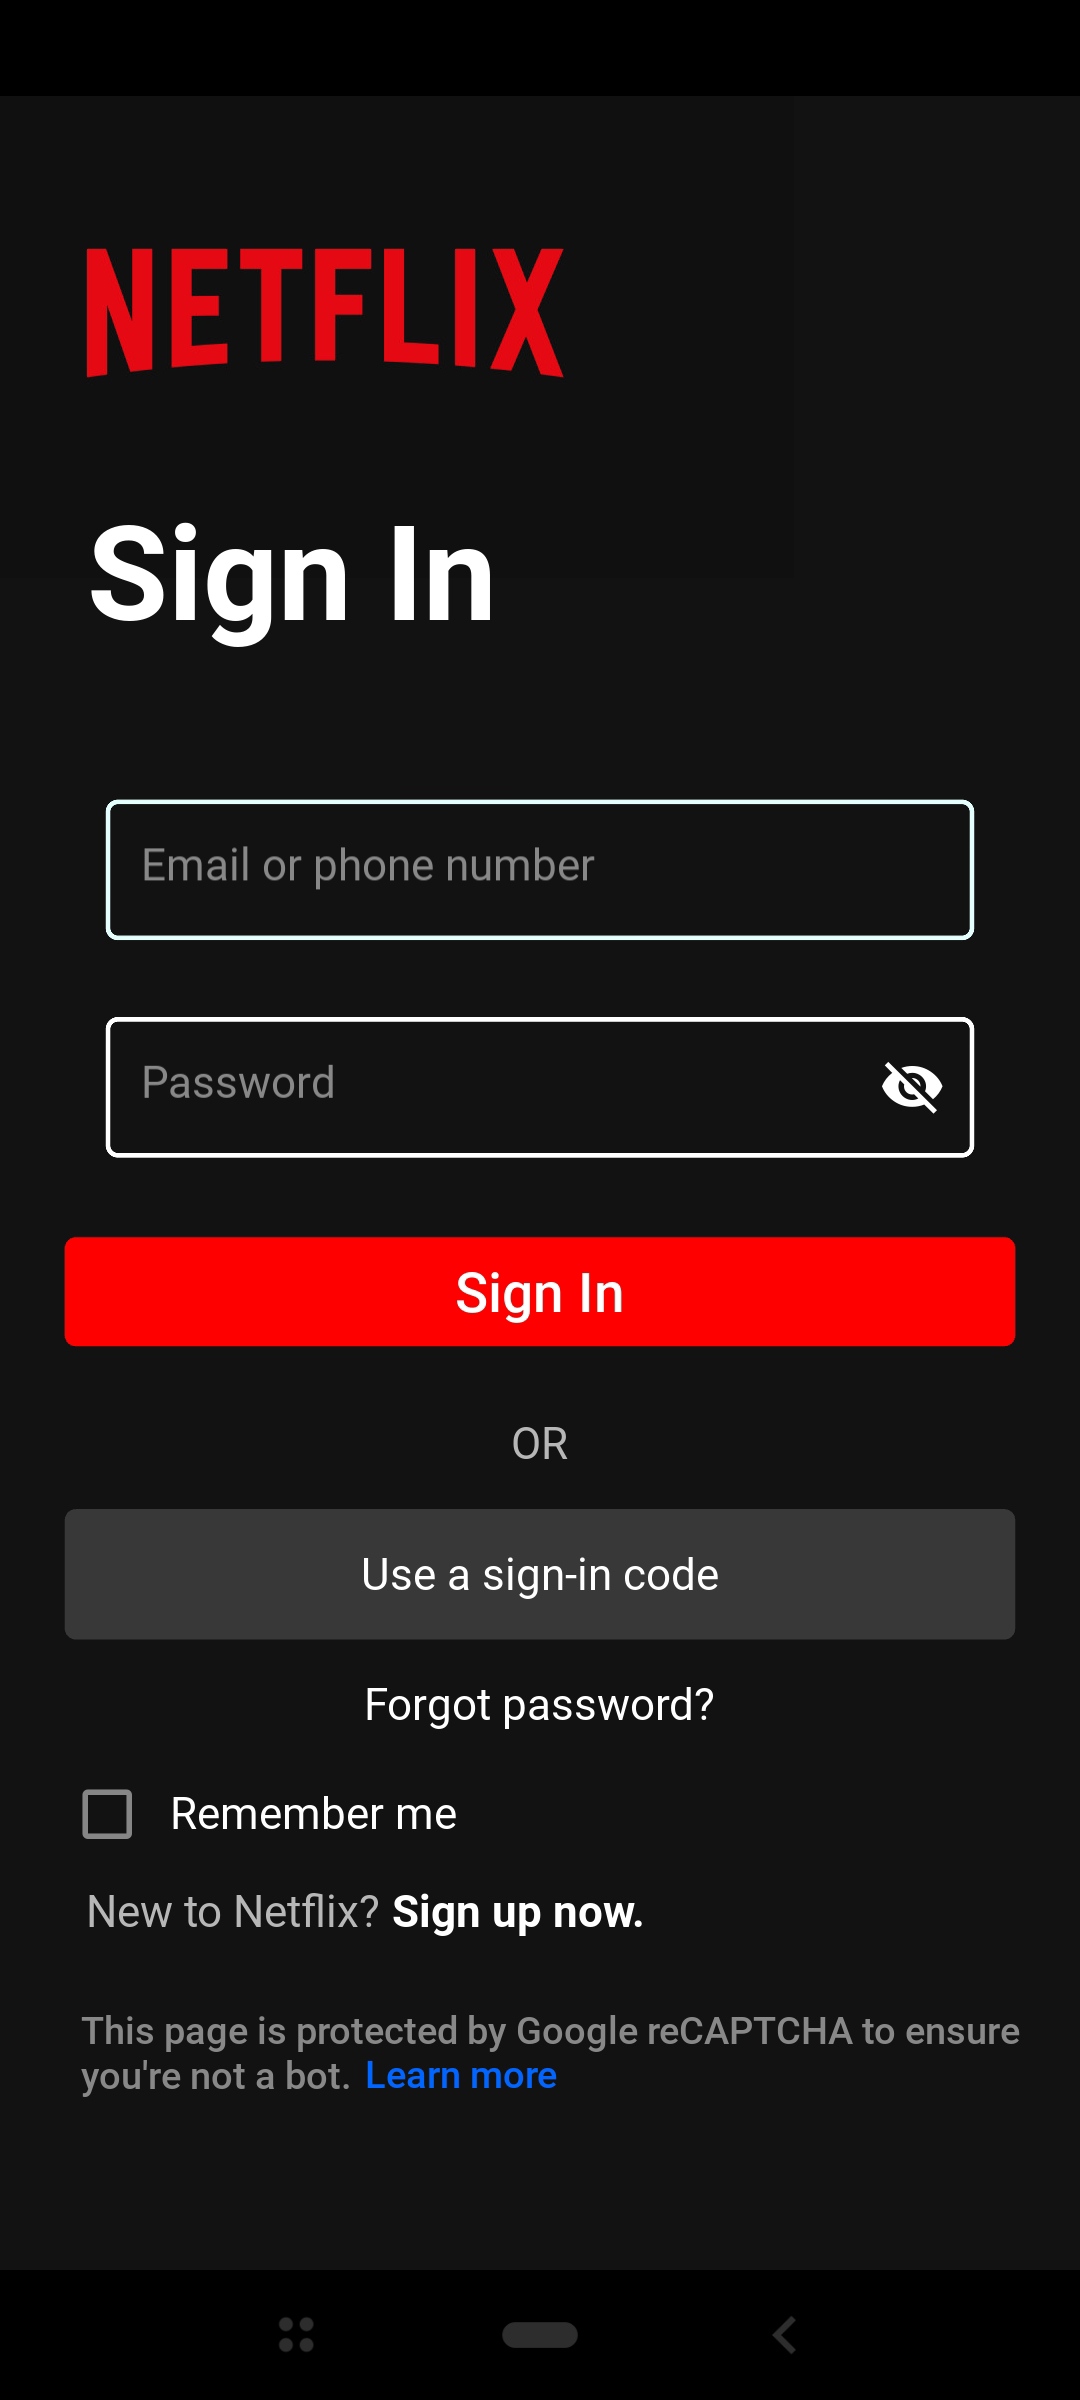 NETFLIX
Sign In
Email or phone number
Password
Sign In
OR
Use a sign-in code
Forgot password?
Remember me
New to Netflix? Sign up now.
This page is protected by Google reCAPTCHA to ensure
you're not a bot. Learn more